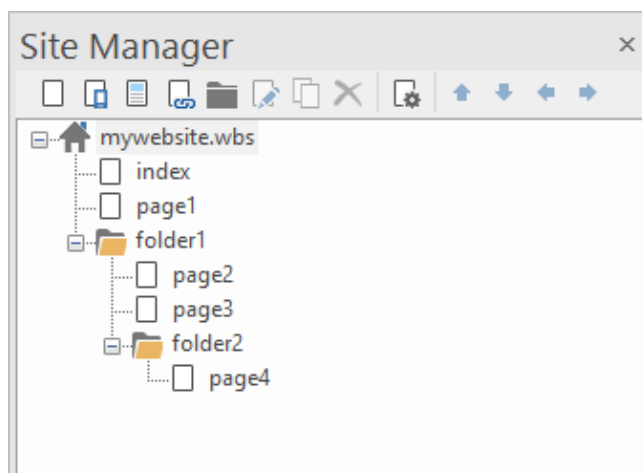 Site Manager
mywebsite.wbs
index
page1
folder1
page2
page3
folder2
page4